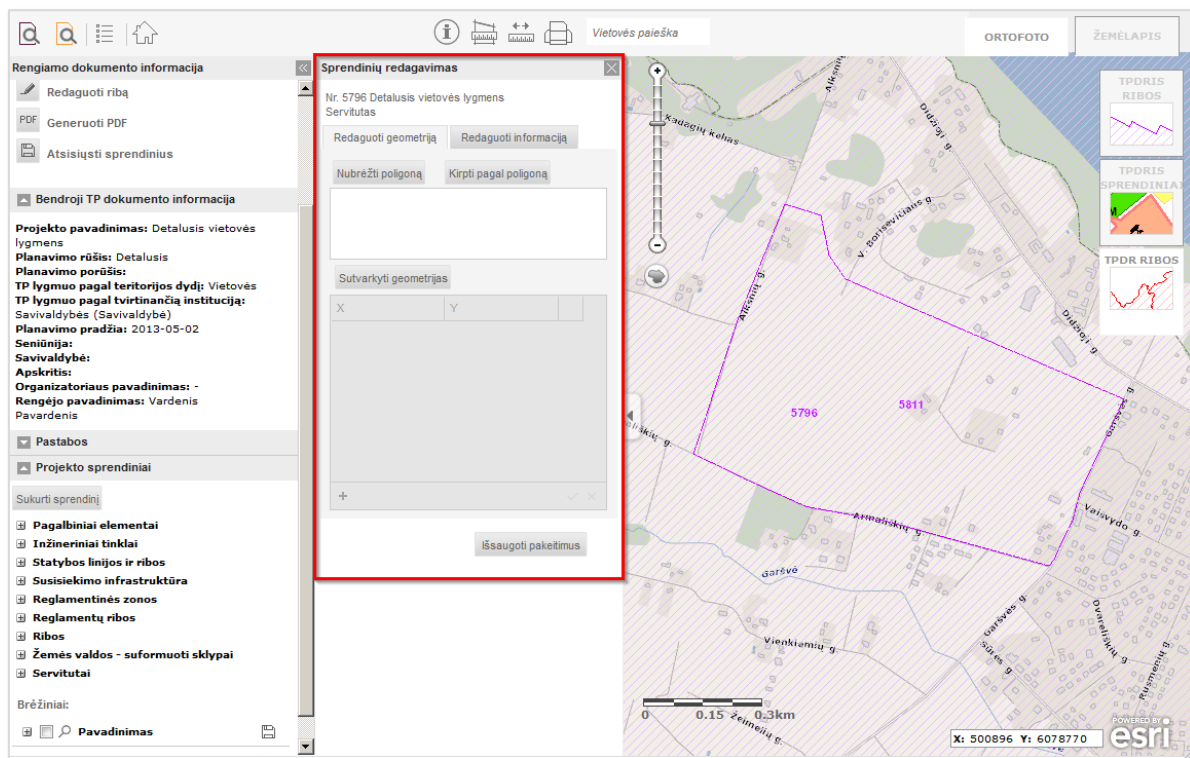 Vietovės paieška
ORTOFOTO
ŽEMĖLAPIS
Rengiamo dokumento informacija
Redaguoti ribą
PDF
Generuoti PDF
Atsisiųsti sprendinius
Bendroji TP dokumento informacija
Projekto pavadinimas: Detalusis vietovės
lygmens
Planavimo rūšis: Detalusis
Planavimo porūšis:
TP lygmuo pagal teritorijos dydį: Vietovės
TP lygmuo pagal tvirtinančią instituciją:
Savivaldybės (Savivaldybė)
Planavimo pradžia: 2013-05-02
Seniūnija:
Savivaldybė:
Apskritis:
Organizatoriaus pavadinimas: -
Rengėjo pavadinimas: Vardenis
Pavardenis
Pastabos
Projekto sprendiniai
Sukurti sprendinį
Pagalbiniai elementai
Inžineriniai tinklai
Statybos linijos ir ribos
Susisiekimo infrastruktūra
Reglamentinės zonos
Reglamentų ribos
Ribos
Žemės valdos - suformuoti sklypai
Servitutai
Brėžiniai:
Pavadinimas
Sprendinių redagavimas
Nr. 5796 Detalusis vietovės lygmens
Servitutas
Redaguoti geometriją
Redaguoti informaciją
Nubrėžti poligoną
Kirpti pagal poligoną
Sutvarkyti geometrijas
X
Y
Išsaugoti pakeitimus
Alksnių
Kadagių kelias
Didžioji g.
V. Borisevičiaus g.
Alksnių g.
Didžioji g.
5796
5811
Garsvės g.
Armališkių g.
Vaisvydo g.
Garšvė
Garšvės g.
Dvareliškių g.
Vienkiemių g.
Sūrės g.
Rusmenių g.
Žeimelių g.
0 0.15 0.3km
TPDRIS
RIBOS
TPDRIS
SPRENDINIAI
M
TPDR RIBOS
X: 500896 Y: 6078770
POWERED BY
esri